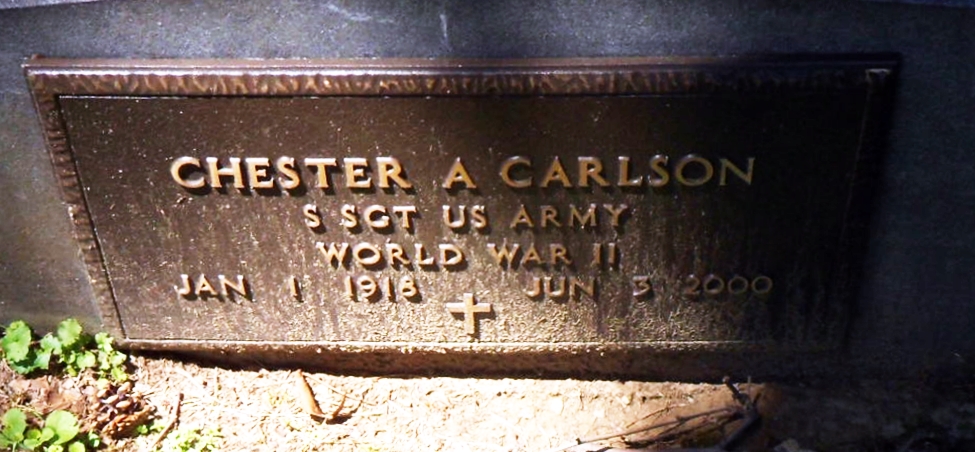 CHESTER A CARLSON
S SGT US ARMY
WORLD WAR II
JAN 1 1918 JUN 3 2000